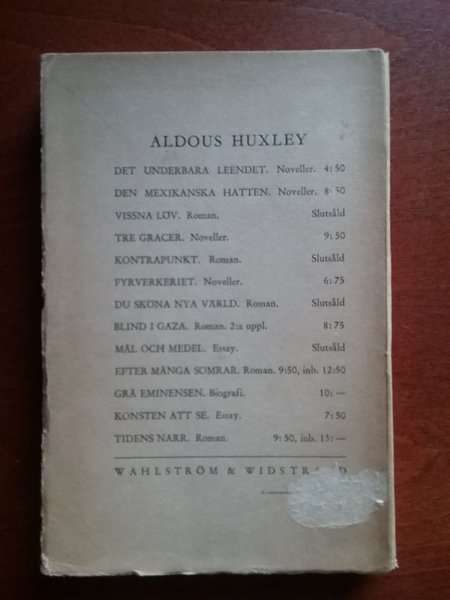 ALDOUS HUXLEY
DET UNDERBARA LEENDET. Noveller. 4:50
DEN MEXIKANSKA HATTEN. Noveller. 8:50
VISSNA LÖV. Roman. Slutsåld
TRE GRACER. Noveller. 9:50
KONTRAPUNKT. Roman. Slutsåld
FYRVERKERIET. Noveller. 6:75
DU SKÖNA NYA VÄRLD. Roman. Slutsåld
BLIND I GAZA. Roman. 2:a uppl. 8:75
MÅL OCH MEDEL. Essay. Slutsåld
EFTER MÅNGA SOMRAR. Roman. 9:50, inb. 12:50
GRÅ EMINENSEN. Biografi. 10:—
KONSTEN ATT SE. Essay. 7:50
TIDENS NARR. Roman. 9:50, inb. 13:—
WAHLSTRÖM & WIDSTRAND